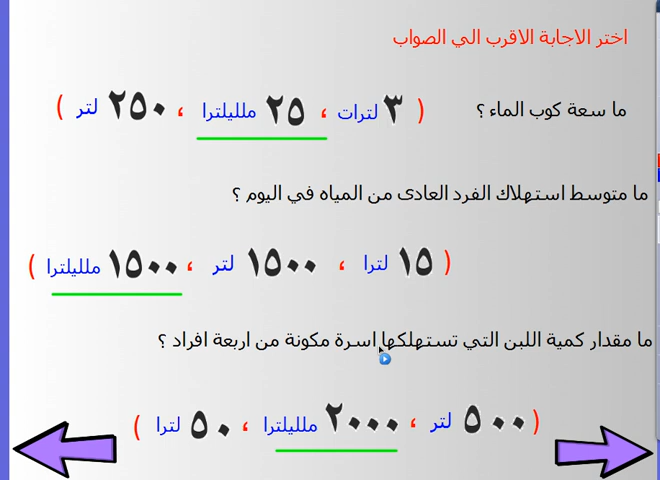 اختر الاجابة الاقرب الي الصواب
ما سعة كوب الماء ؟ ( ٣ لترات ، ٢٥ ملليلترا ، ٢٥٠ لتر )
ما متوسط استهلاك الفرد العادى من المياه في اليوم ؟
( ١٥ لترا ، ١٥٠٠ لتر ، ١٥٠٠ ملليلترا )
ما مقدار كمية اللبن التي تستهلكها اسرة مكونة من اربعة افراد ؟
( ٥٠٠ لتر ، ٢٠٠٠ ملليلترا ، ٥٠ لترا )